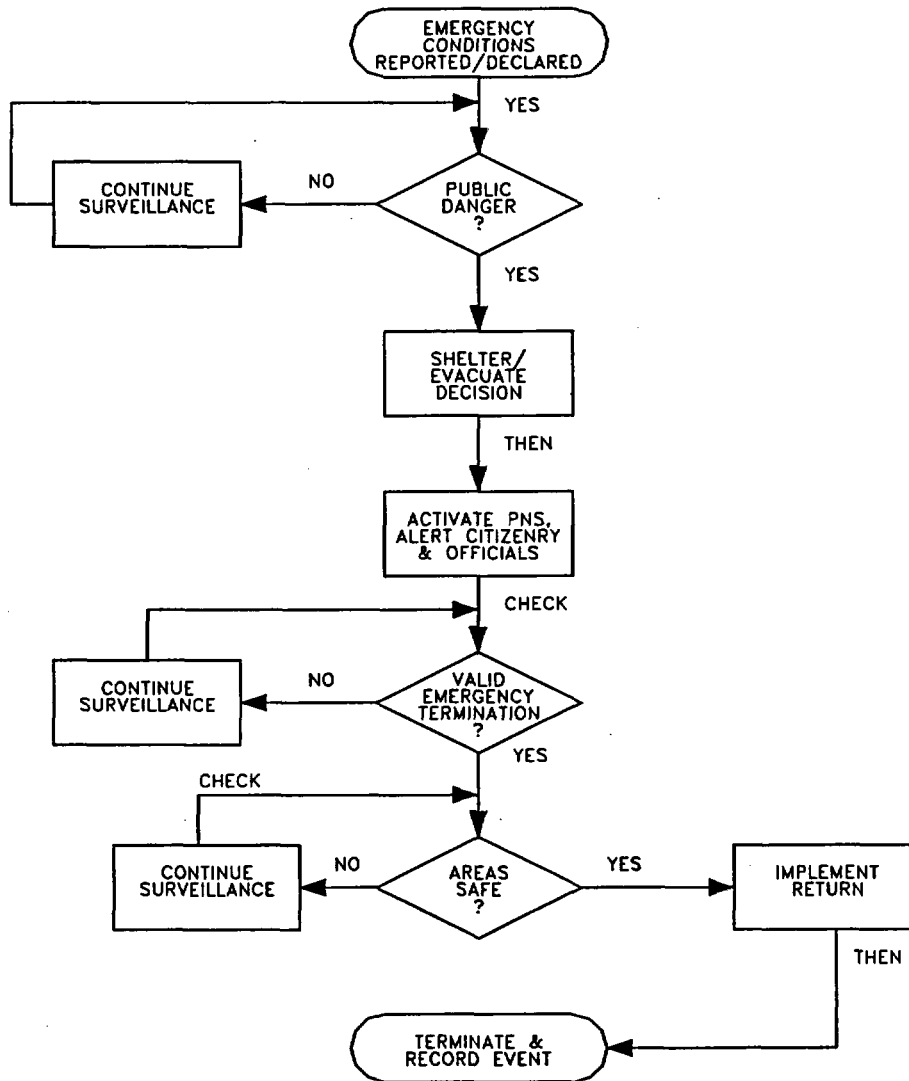 EMERGENCY
CONDITIONS
REPORTED/DECLARED
YES
PUBLIC
DANGER
?
NO
CONTINUE
SURVEILLANCE
YES
SHELTER/
EVACUATE
DECISION
THEN
ACTIVATE PNS,
ALERT CITIZENRY
& OFFICIALS
CHECK
VALID
EMERGENCY
TERMINATION
?
NO
CONTINUE
SURVEILLANCE
YES
CHECK
AREAS
SAFE
?
NO
CONTINUE
SURVEILLANCE
YES
IMPLEMENT
RETURN
THEN
TERMINATE &
RECORD EVENT